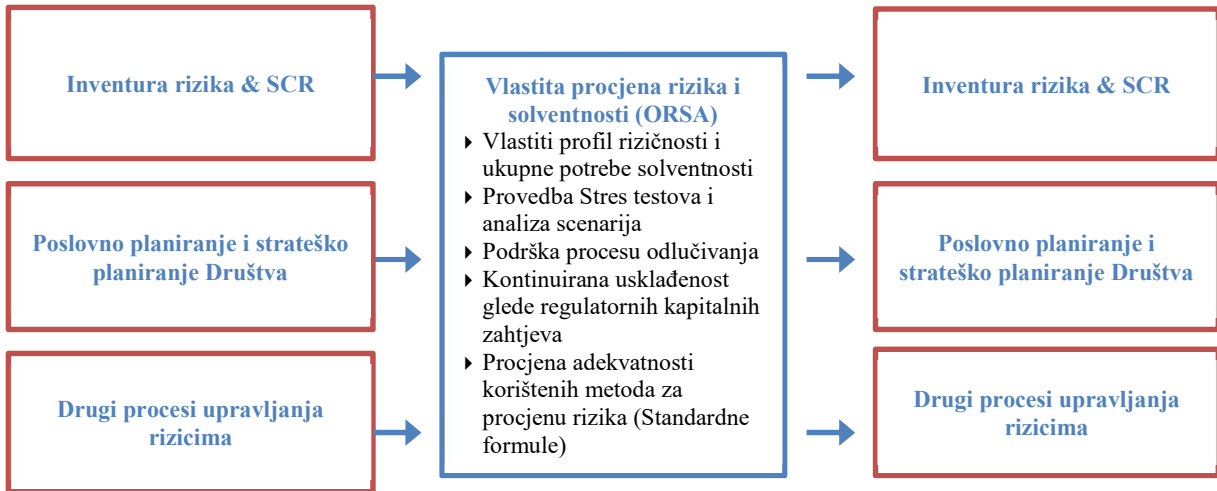 Inventura rizika & SCR
Poslovno planiranje i strateško
planiranje Društva
Drugi procesi upravljanja
rizicima
Vlastita procjena rizika i
solventnosti (ORSA)
Vlastiti profil rizičnosti i
ukupne potrebe solventnosti
Provedba Stres testova i
analiza scenarija
Podrška procesu odlučivanja
Kontinuirana usklađenost
glede regulatornih kapitalnih
zahtjeva
Procjena adekvatnosti
korištenih metoda za
procjenu rizika (Standardne
formule)
Inventura rizika & SCR
Poslovno planiranje i
strateško planiranje Društva
Drugi procesi upravljanja
rizicima